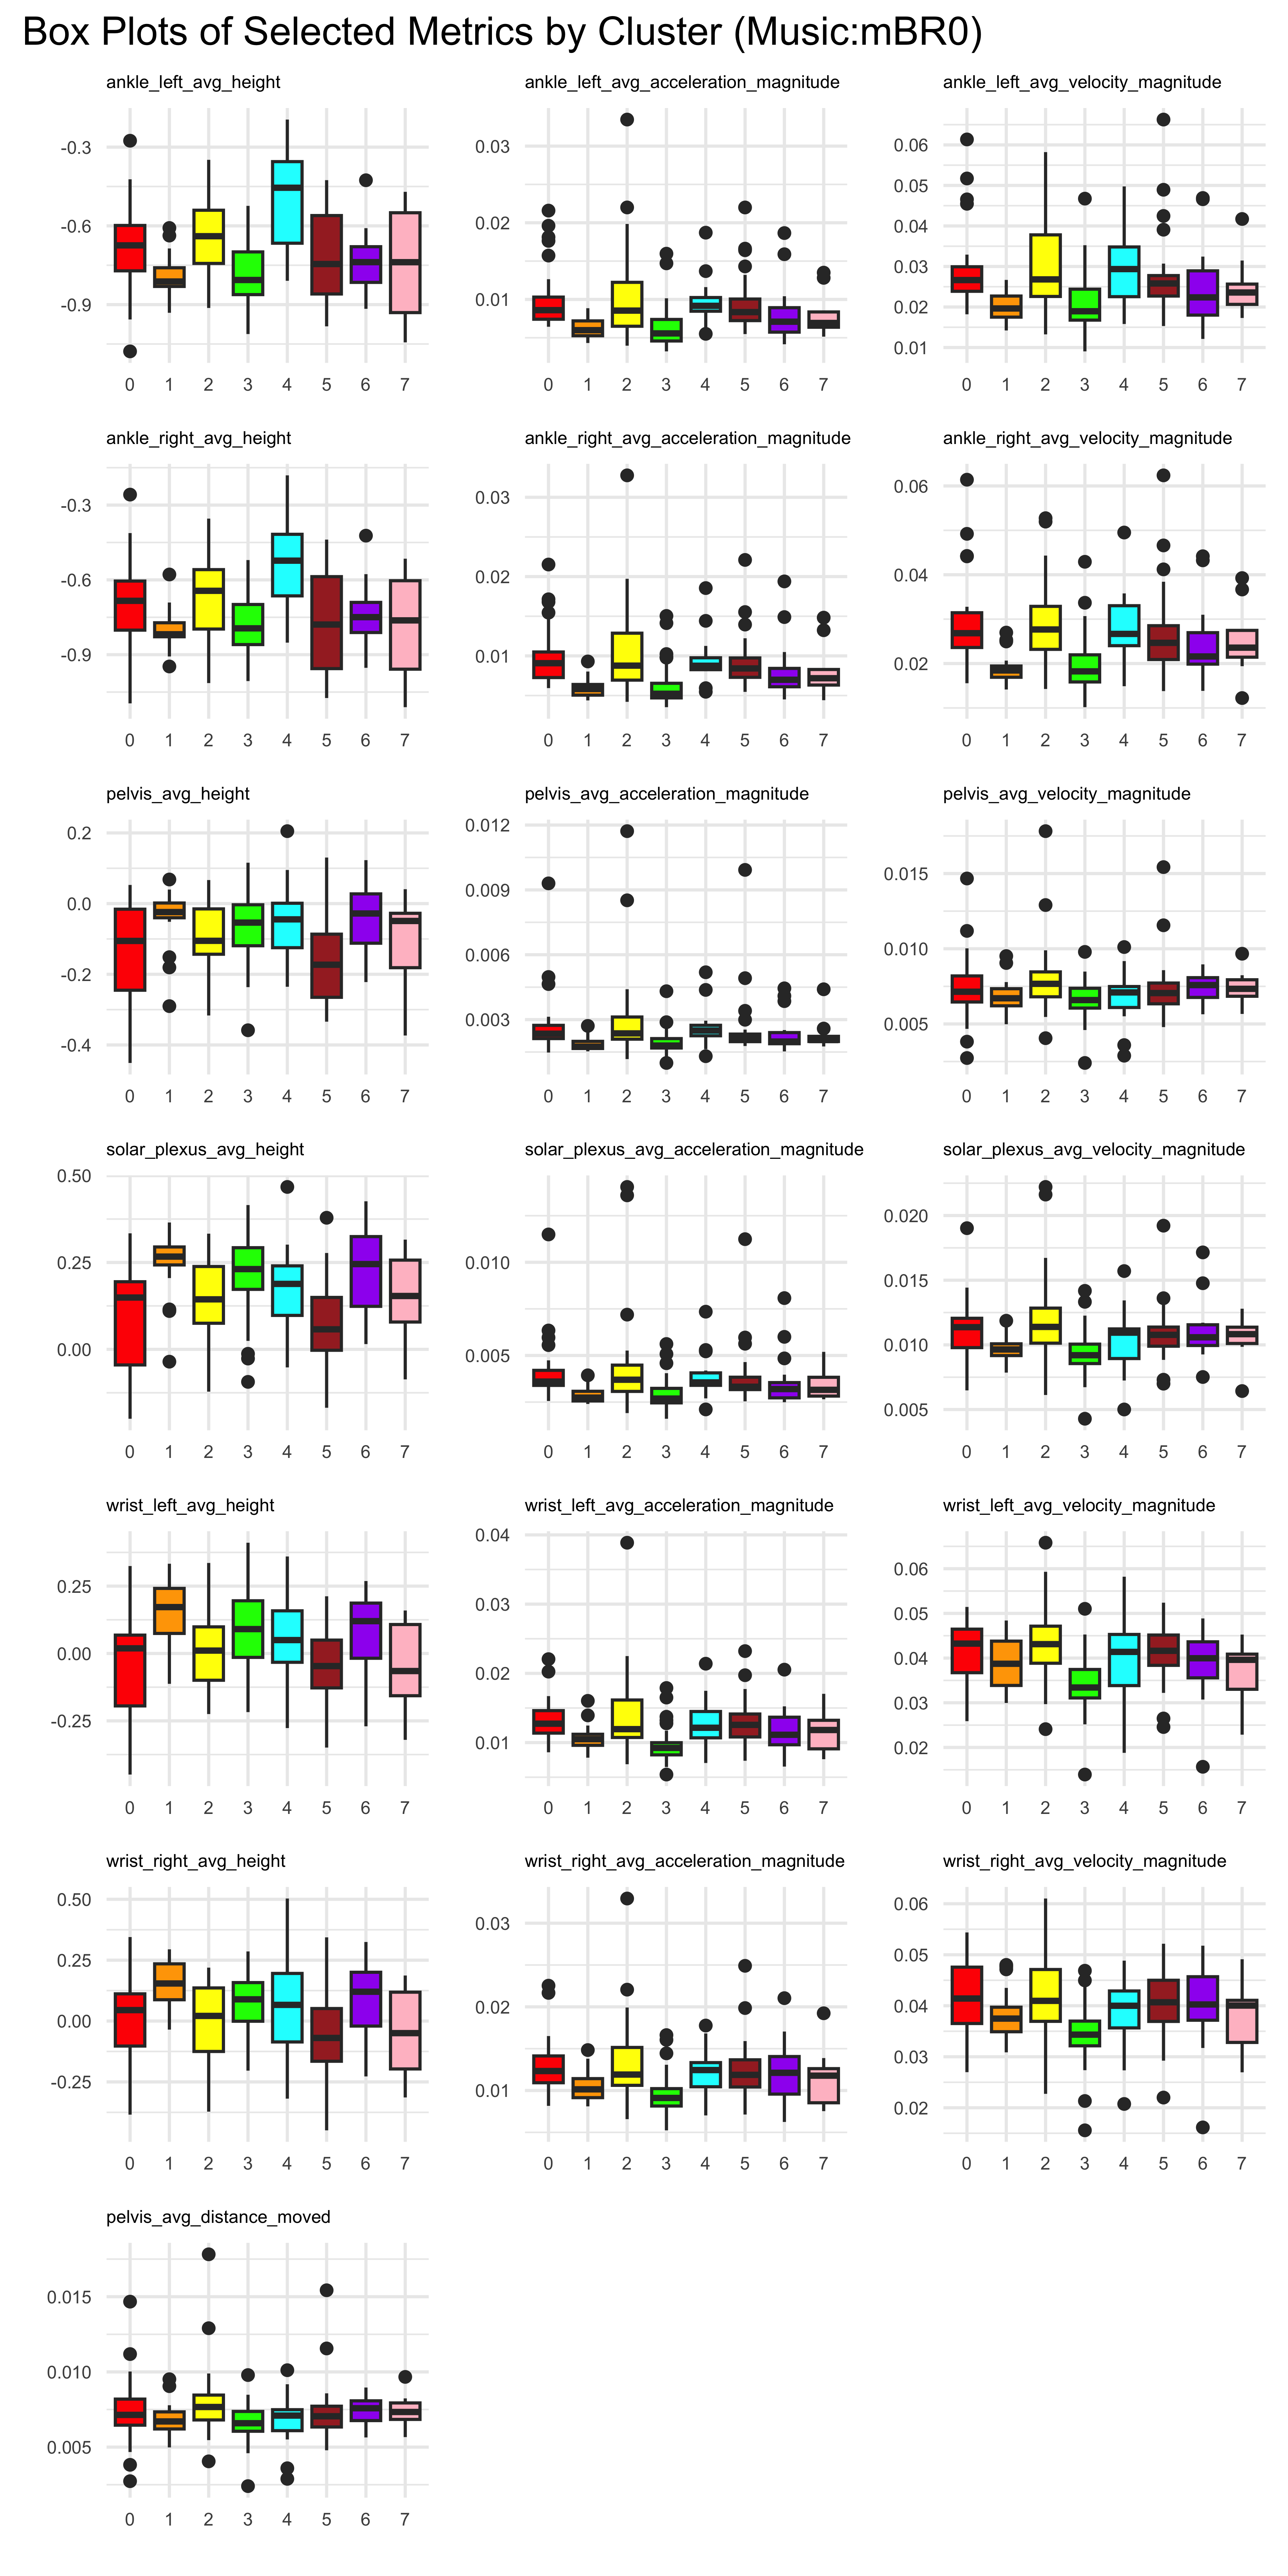 Box Plots of Selected Metrics by Cluster (Music:mBR0)
ankle_left_avg_height ankle_left_avg_acceleration_magnitude ankle_left_avg_velocity_magnitude
-0.3 0.03 0.06
0.05
-0.6 0.02 0.04
0.03
-0.9 0.01 0.02
0.01
0 1 2 3 4 5 6 7 0 1 2 3 4 5 6 7 0 1 2 3 4 5 6 7
ankle_right_avg_height ankle_right_avg_acceleration_magnitude ankle_right_avg_velocity_magnitude
-0.3 0.03 0.06
-0.6 0.02 0.04
-0.9 0.01 0.02
0 1 2 3 4 5 6 7 0 1 2 3 4 5 6 7 0 1 2 3 4 5 6 7
pelvis_avg_height pelvis_avg_acceleration_magnitude pelvis_avg_velocity_magnitude
0.2 0.012 0.015
0.0 0.009 0.010
-0.2 0.006 0.005
-0.4 0.003
0 1 2 3 4 5 6 7 0 1 2 3 4 5 6 7 0 1 2 3 4 5 6 7
solar_plexus_avg_height solar_plexus_avg_acceleration_magnitude solar_plexus_avg_velocity_magnitude
0.50 0.010 0.020
0.25 0.005 0.015
0.00 0.010
0.005
0 1 2 3 4 5 6 7 0 1 2 3 4 5 6 7 0 1 2 3 4 5 6 7
wrist_left_avg_height wrist_left_avg_acceleration_magnitude wrist_left_avg_velocity_magnitude
0.25 0.04 0.06
0.00 0.03 0.05
-0.25 0.02 0.04
0.01 0.03
0.02
0 1 2 3 4 5 6 7 0 1 2 3 4 5 6 7 0 1 2 3 4 5 6 7
wrist_right_avg_height wrist_right_avg_acceleration_magnitude wrist_right_avg_velocity_magnitude
0.50 0.03 0.06
0.25 0.02 0.05
0.00 0.01 0.04
-0.25 0.03
0.02
0 1 2 3 4 5 6 7 0 1 2 3 4 5 6 7 0 1 2 3 4 5 6 7
pelvis_avg_distance_moved
0.015
0.010
0.005
0 1 2 3 4 5 6 7